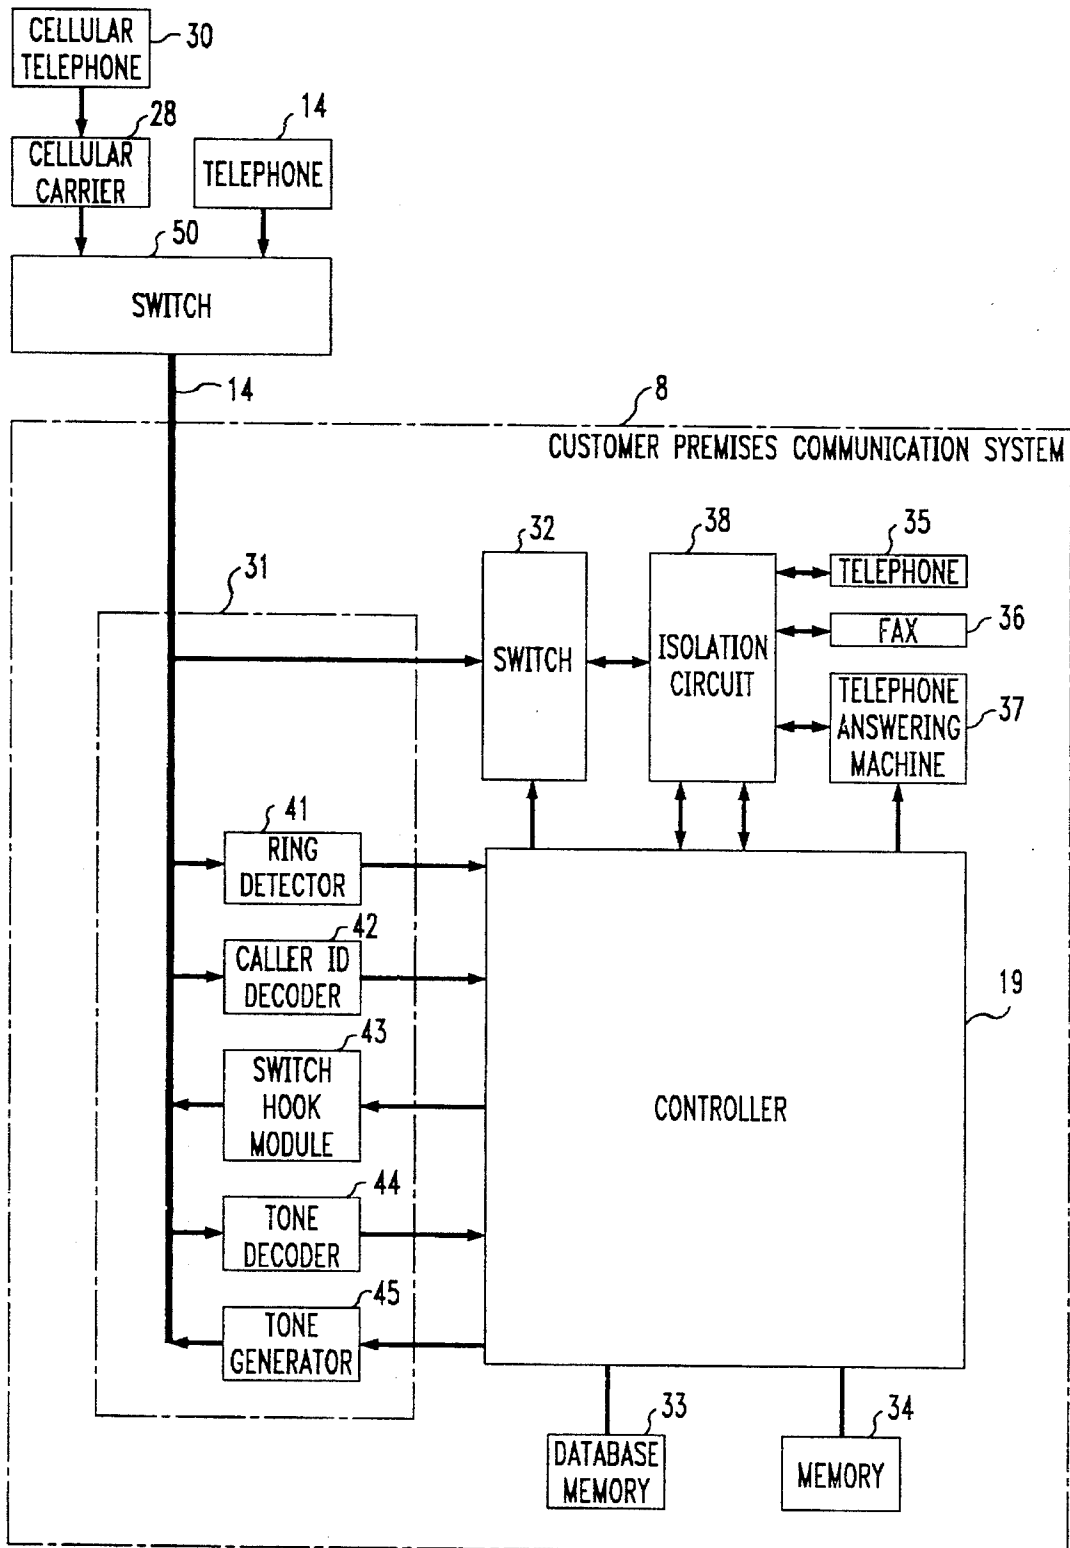 CELLULAR
TELEPHONE
30
28
14
CELLULAR
CARRIER
TELEPHONE
50
SWITCH
14
8
CUSTOMER PREMISES COMMUNICATION SYSTEM
31
32
38
35
TELEPHONE
36
FAX
SWITCH
ISOLATION
CIRCUIT
TELEPHONE
ANSWERING
MACHINE
37
41
RING
DETECTOR
42
CALLER ID
DECODER
19
43
SWITCH
HOOK
MODULE
CONTROLLER
44
TONE
DECODER
45
TONE
GENERATOR
33
34
DATABASE
MEMORY
MEMORY